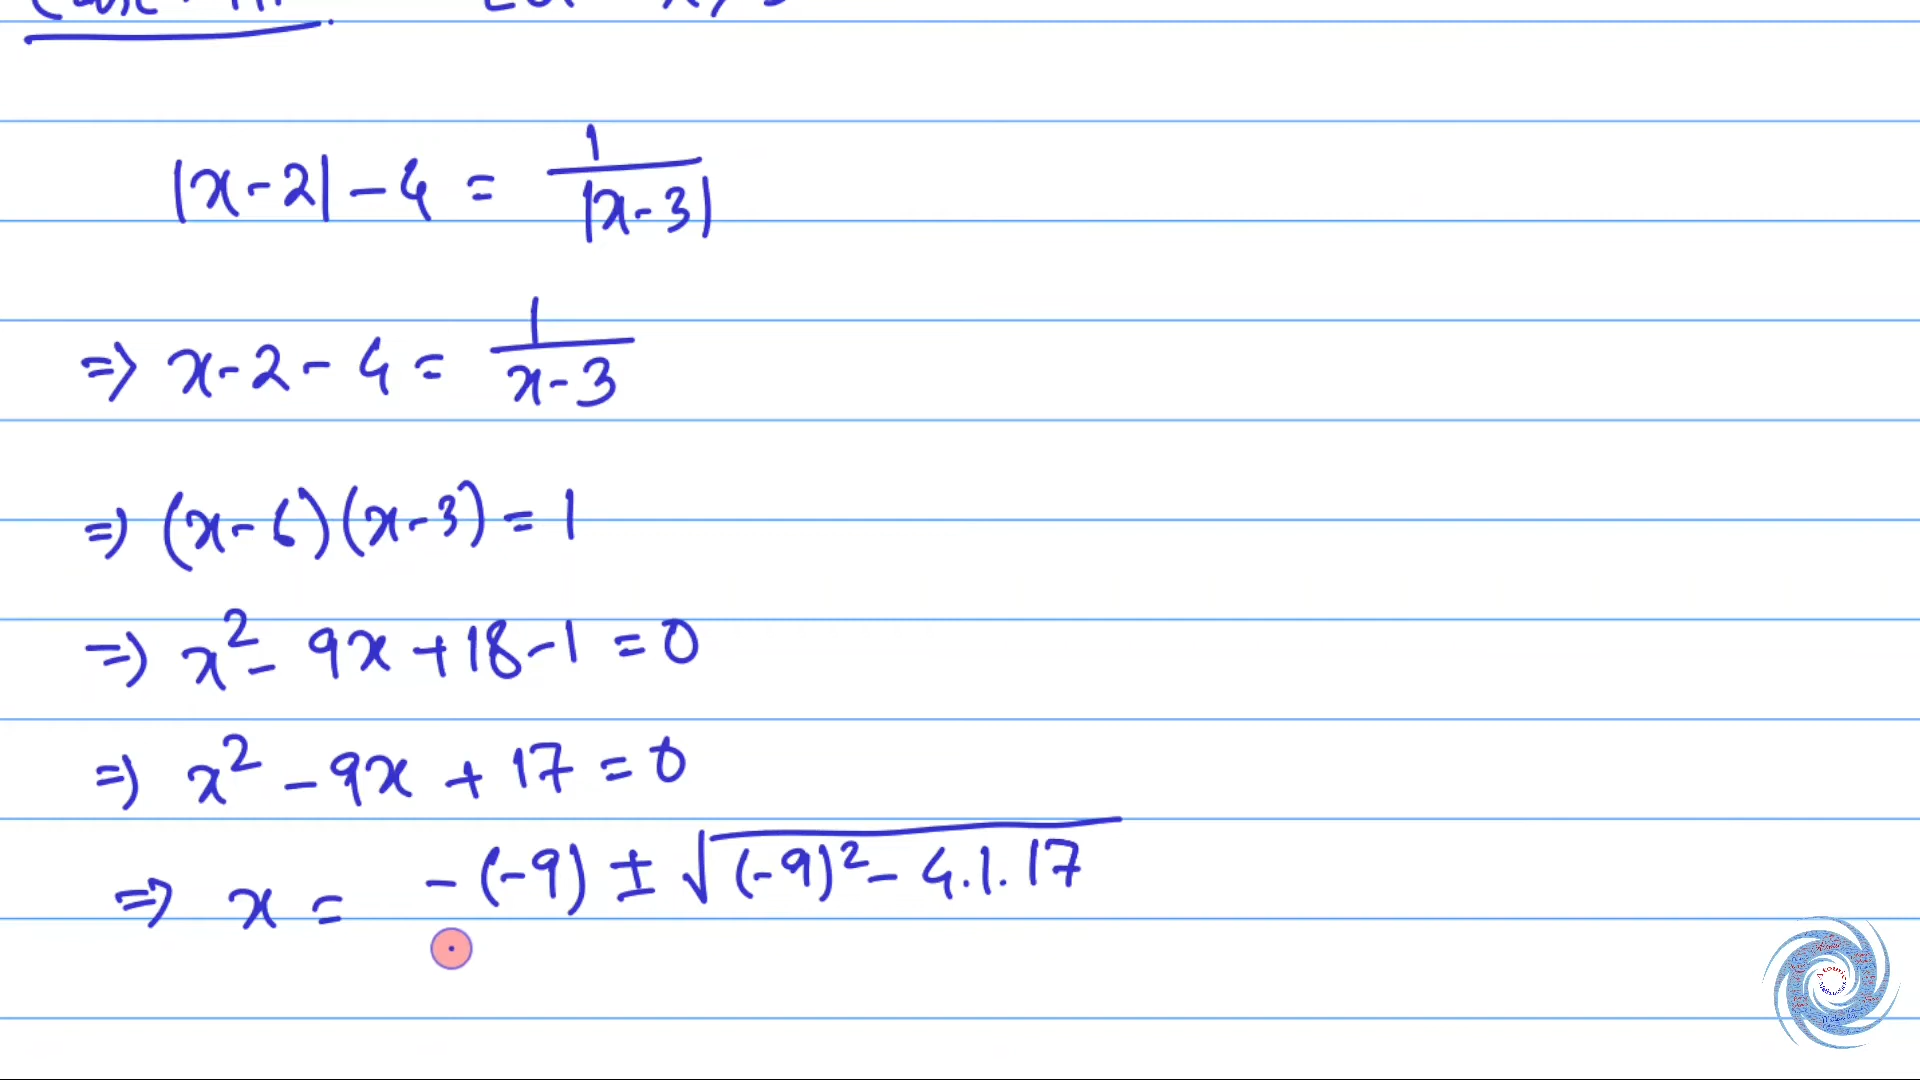 |x-2| - 4 = 1/|x-3|
=> x-2-4 = 1/x-3
=> (x-6)(x-3) = 1
=> x² - 9x + 18 - 1 = 0
=> x² - 9x + 17 = 0
=> x = -(-9) ± √(-9)² - 4.1.17